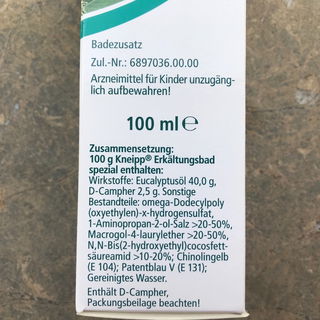 Badezusatz
Zul.-Nr.: 6897036.00.00
Arzneimittel für Kinder unzugäng-
lich aufbewahren!
100 ml ℮
Zusammensetzung:
100 g Kneipp® Erkältungsbad
spezial enthalten:
Wirkstoffe: Eucalyptusöl 40,0 g,
D-Campher 2,5 g. Sonstige
Bestandteile: omega-Dodecylpoly
(oxyethylen)-x-hydrogensulfat,
1-Aminopropan-2-ol-Salz >20-50%,
Macrogol-4-laurylether >20-50%,
N,N-Bis(2-hydroxyethyl)cocosfett-
säureamid >10-20%; Chinolingelb
(E 104); Patentblau V (E 131);
Gereinigtes Wasser.
Enthält D-Campher,
Packungsbeilage beachten!